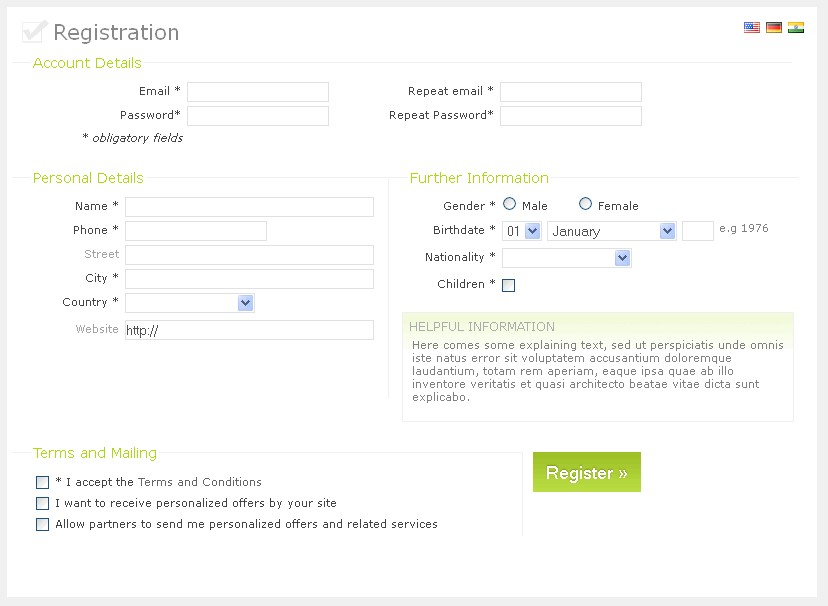 Registration
Account Details
Email *
Repeat email *
Password*
Repeat Password*
* obligatory fields
Personal Details
Name *
Phone *
Street
City *
Country *
Website
http://
Further Information
Gender *
Male
Female
Birthdate *
01
January
e.g 1976
Nationality *
Children *
HELPFUL INFORMATION
Here comes some explaining text, sed ut perspiciatis unde omnis
iste natus error sit voluptatem accusantium doloremque
laudantium, totam rem aperiam, eaque ipsa quae ab illo
inventore veritatis et quasi architecto beatae vitae dicta sunt
explicabo.
Terms and Mailing
* I accept the Terms and Conditions
I want to receive personalized offers by your site
Allow partners to send me personalized offers and related services
Register »